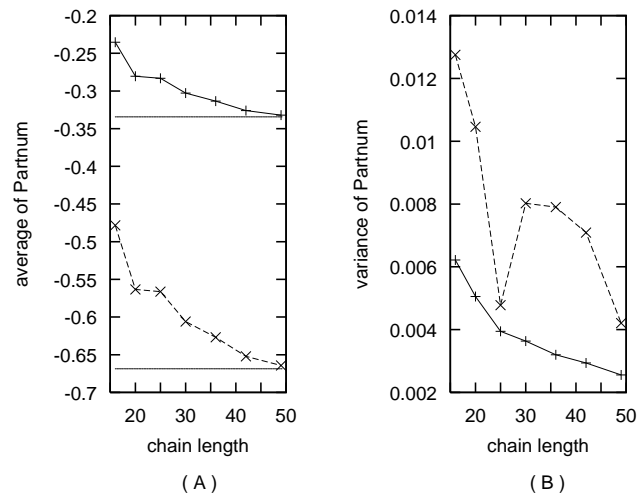 -0.2
-0.25
-0.3
-0.35
-0.4
-0.45
-0.5
-0.55
-0.6
-0.65
-0.7
average of Partnum
20 30 40 50
chain length
( A )
0.014
0.012
0.010
0.008
0.006
0.004
0.002
variance of Partnum
20 30 40 50
chain length
( B )